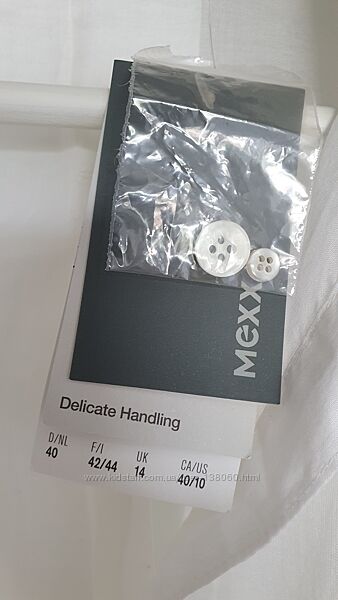 Mexx
Delicate Handling
D/NL F/I UK CA/US
40 42/44 14 40/10